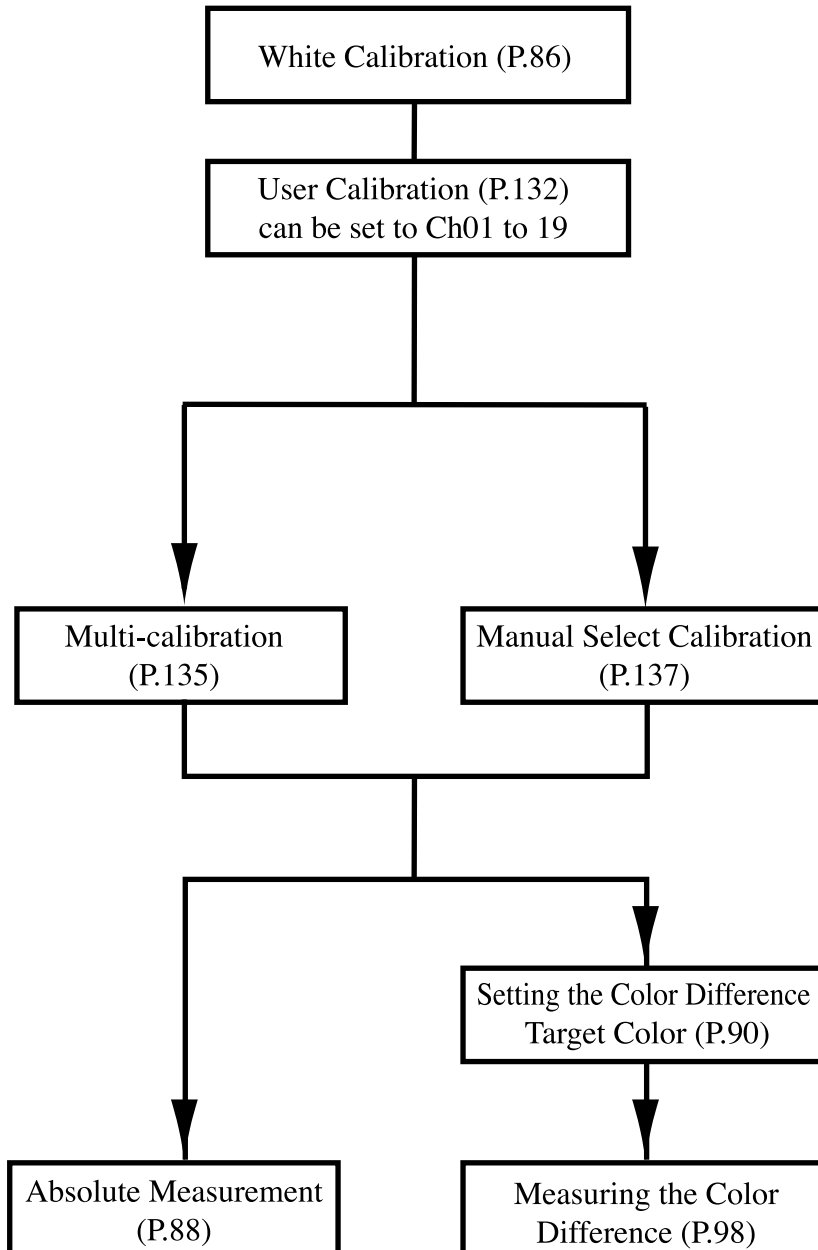 White Calibration (P.86)
User Calibration (P.132)
can be set to Ch01 to 19
Multi-calibration
(P.135)
Manual Select Calibration
(P.137)
Setting the Color Difference
Target Color (P.90)
Absolute Measurement
(P.88)
Measuring the Color
Difference (P.98)